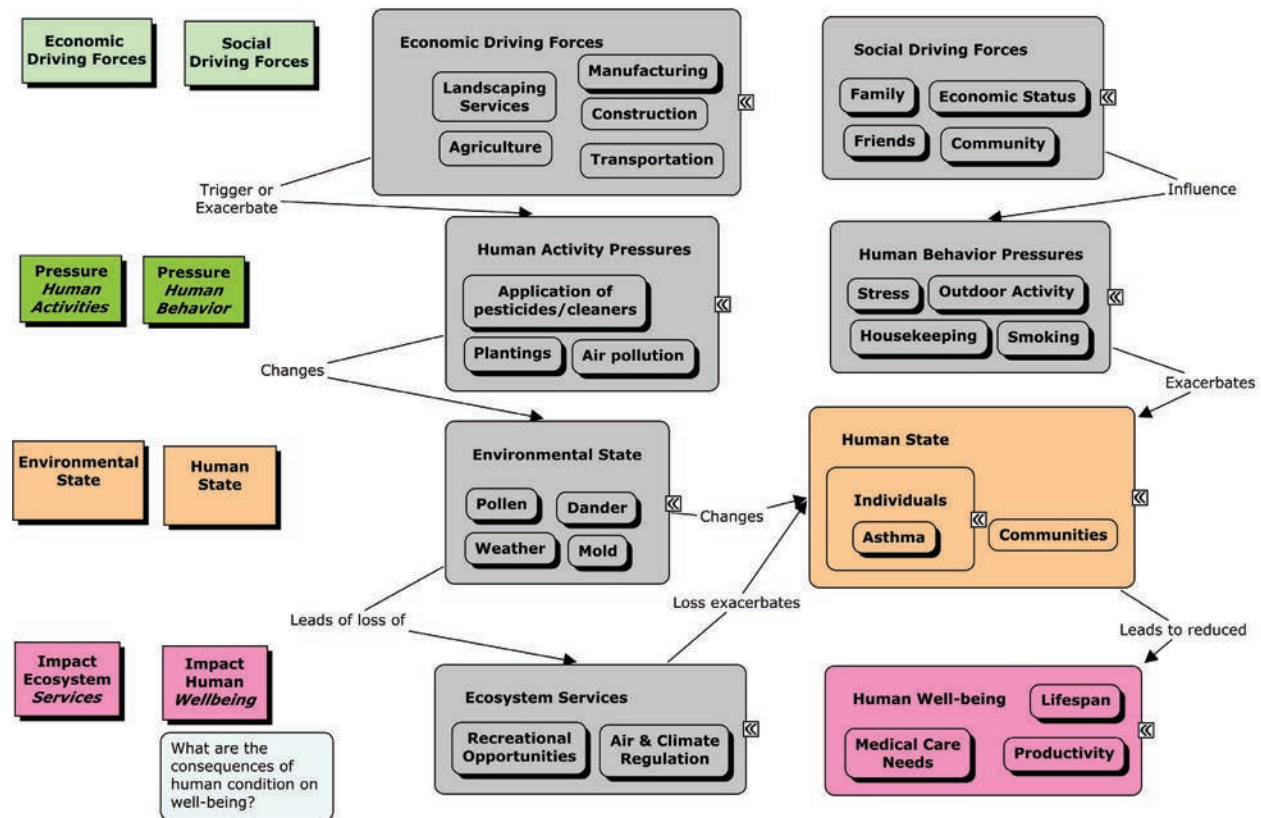 Economic
Driving Forces
Social
Driving Forces
Economic Driving Forces
Landscaping
Services
Manufacturing
Construction
Agriculture
Transportation
Social Driving Forces
Family
Economic Status
Friends
Community
Trigger or
Exacerbate
Influence
Pressure
Human
Activities
Pressure
Human
Behavior
Human Activity Pressures
Application of
pesticides/cleaners
Plantings
Air pollution
Human Behavior Pressures
Stress
Outdoor Activity
Housekeeping
Smoking
Changes
Exacerbates
Environmental
State
Human
State
Environmental State
Pollen
Dander
Weather
Mold
Changes
Human State
Individuals
Asthma
Communities
Leads of loss of
Loss exacerbates
Leads to reduced
Impact
Ecosystem
Services
Impact
Human
Wellbeing
What are the
consequences of
human condition on
well-being?
Ecosystem Services
Recreational
Opportunities
Air & Climate
Regulation
Human Well-being
Lifespan
Medical Care
Needs
Productivity